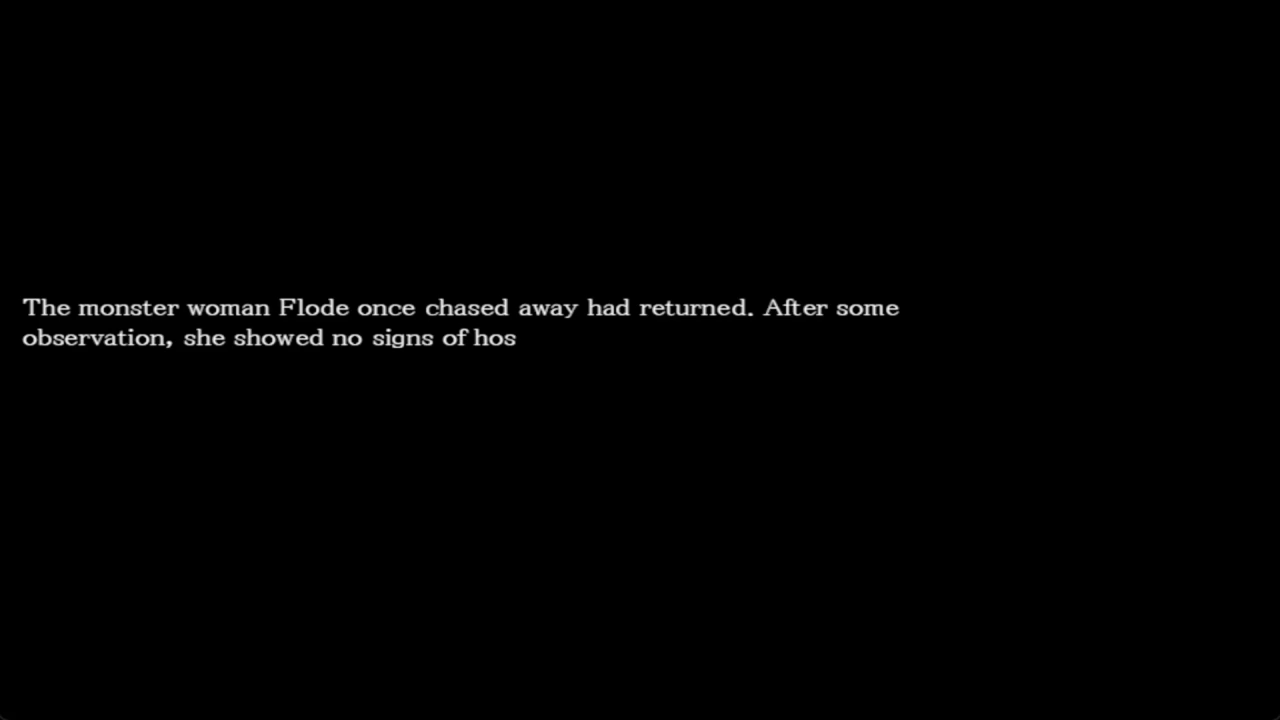 The monster woman Flode once chased away had returned. After some
observation, she showed no signs of hos